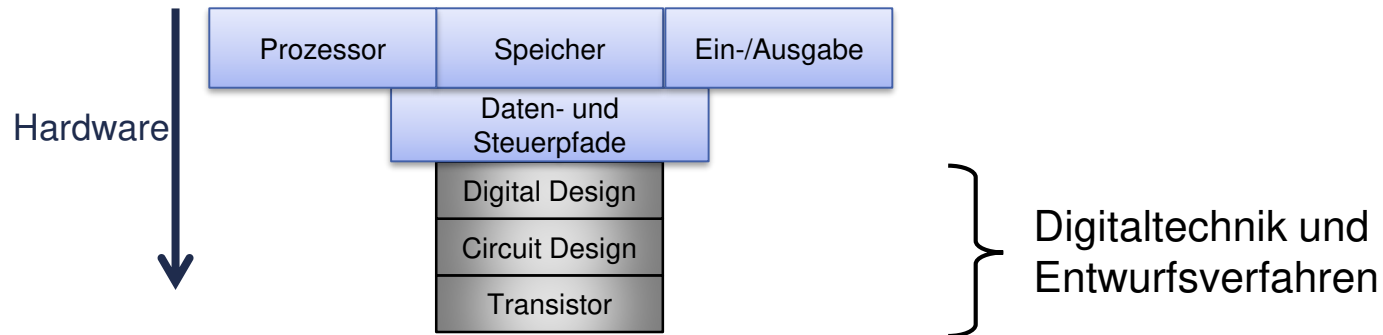 Prozessor
Speicher
Ein-/Ausgabe
Hardware
Daten- und
Steuerpfade
Digital Design
Circuit Design
Transistor
Digitaltechnik und
Entwurfsverfahren